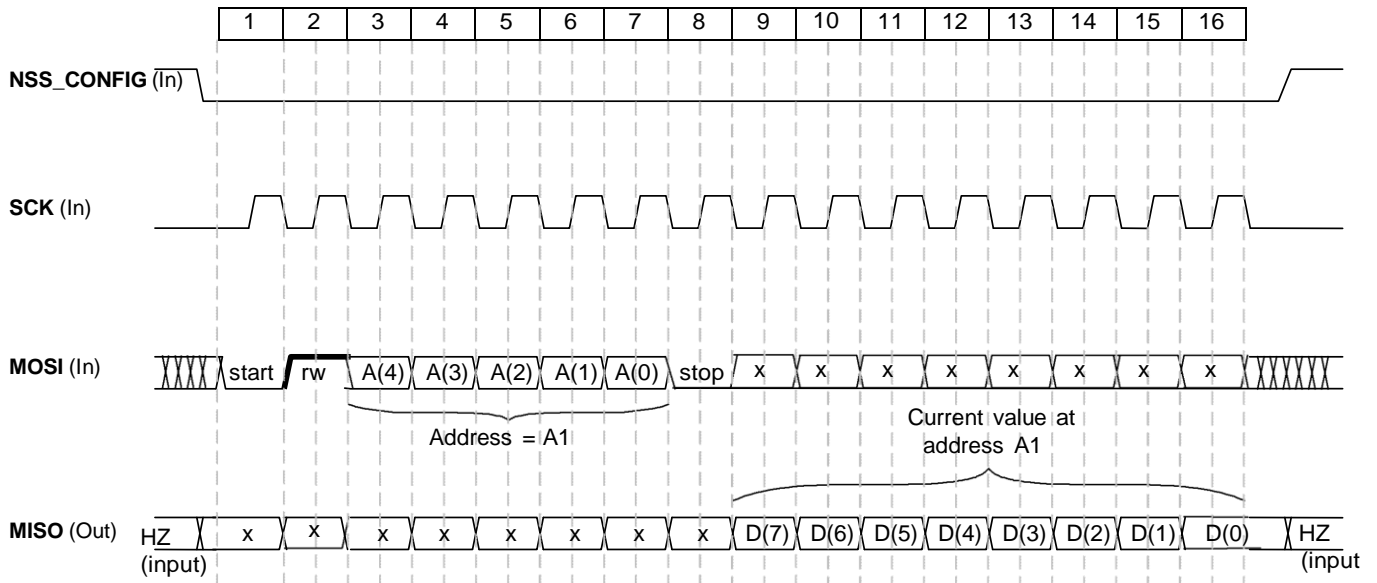 1 2 3 4 5 6 7 8 9 10 11 12 13 14 15 16
NSS_CONFIG (In)
SCK (In)
MOSI (In) start rw A(4) A(3) A(2) A(1) A(0) stop x x x x x x x x
Address = A1
Current value at
address A1
MISO (Out) HZ x x x x x x x x D(7) D(6) D(5) D(4) D(3) D(2) D(1) D(0) HZ
(input) (input